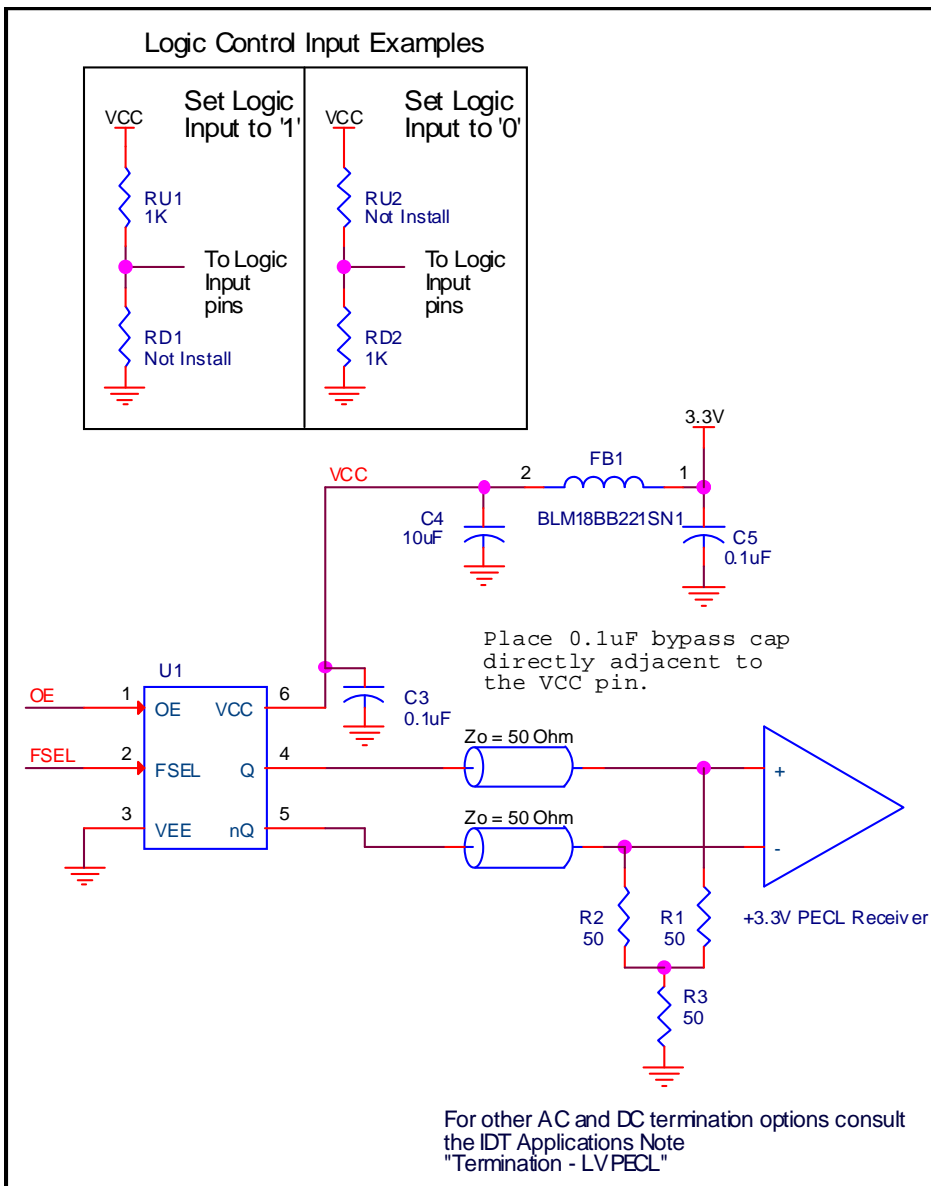 Logic Control Input Examples
Set Logic
Input to '1'
VCC
RU1
1K
To Logic
Input
pins
RD1
Not Install
Set Logic
Input to '0'
VCC
RU2
Not Install
To Logic
Input
pins
RD2
1K
3.3V
VCC
2
FB1
1
BLM18BB221SN1
C4
10uF
C5
0.1uF
Place 0.1uF bypass cap
directly adjacent to
the VCC pin.
U1
OE
1
OE
VCC
6
C3
0.1uF
FSEL
2
FSEL
Q
4
Zo = 50 Ohm
+
3
VEE
nQ
5
Zo = 50 Ohm
-
R2
50
R1
50
+3.3V PECL Receiver
R3
50
For other AC and DC termination options consult
the IDT Applications Note
"Termination - LVPECL"